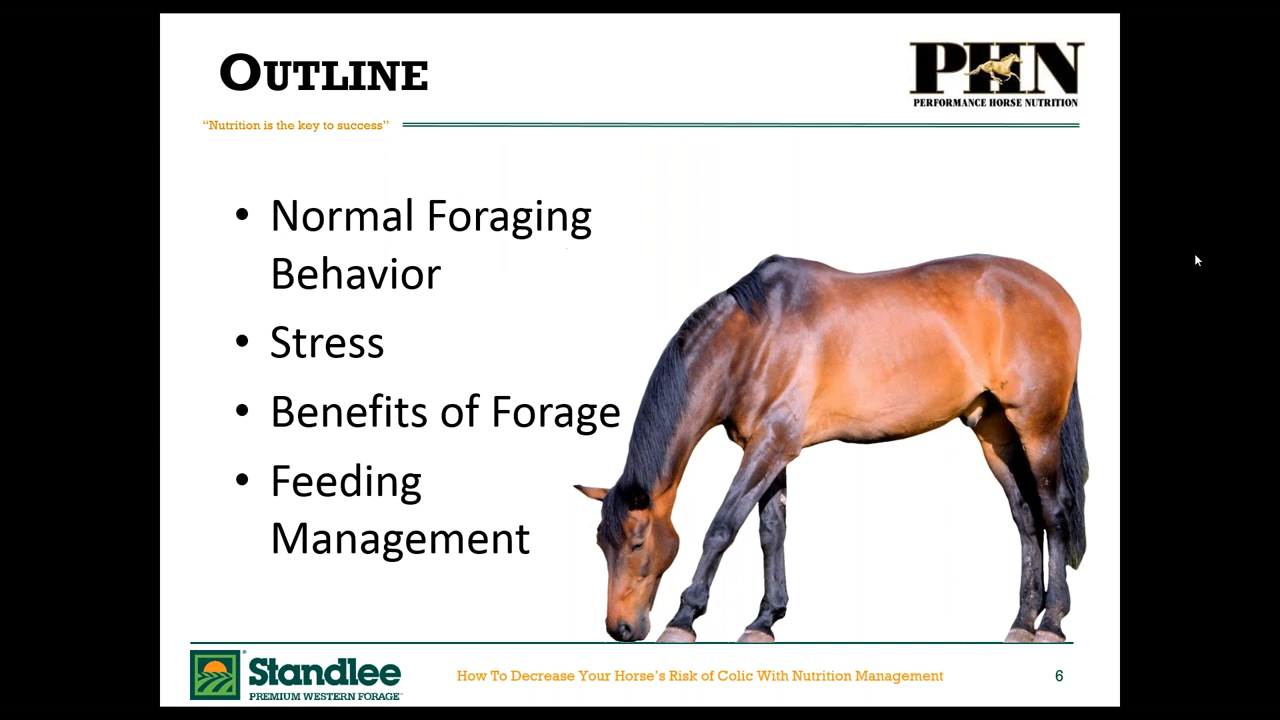 OUTLINE
PHN
PERFORMANCE HORSE NUTRITION
“Nutrition is the key to success”
• Normal Foraging
Behavior
• Stress
• Benefits of Forage
• Feeding
Management
Standlee®
PREMIUM WESTERN FORAGE™
How To Decrease Your Horse’s Risk of Colic With Nutrition Management
6